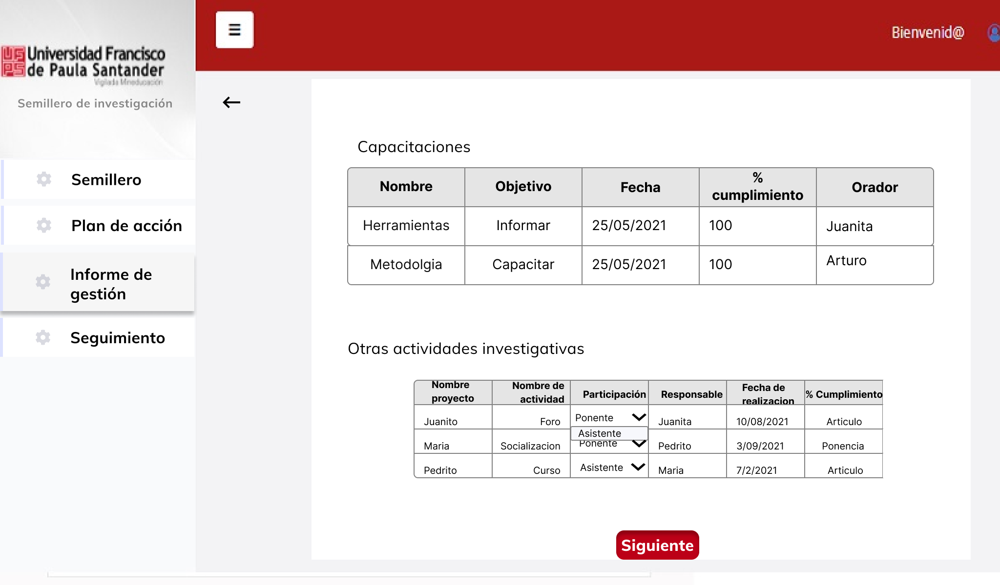 Universidad Francisco
de Paula Santander
Vigilada Mineducación
Semillero de investigación
Bienvenid@
Semillero
Plan de acción
Informe de
gestión
Seguimiento
Capacitaciones
Nombre Objetivo Fecha % cumplimiento Orador
Herramientas Informar 25/05/2021 100 Juanita
Metodolgia Capacitar 25/05/2021 100 Arturo
Otras actividades investigativas
Nombre proyecto Nombre de actividad Participación Responsable Fecha de realizacion % Cumplimiento
Juanito Foro Ponente Juanita 10/08/2021 Articulo
Asistente
Maria Socializacion Ponente Pedrito 3/09/2021 Ponencia
Pedrito Curso Asistente Maria 7/2/2021 Articulo
Siguiente